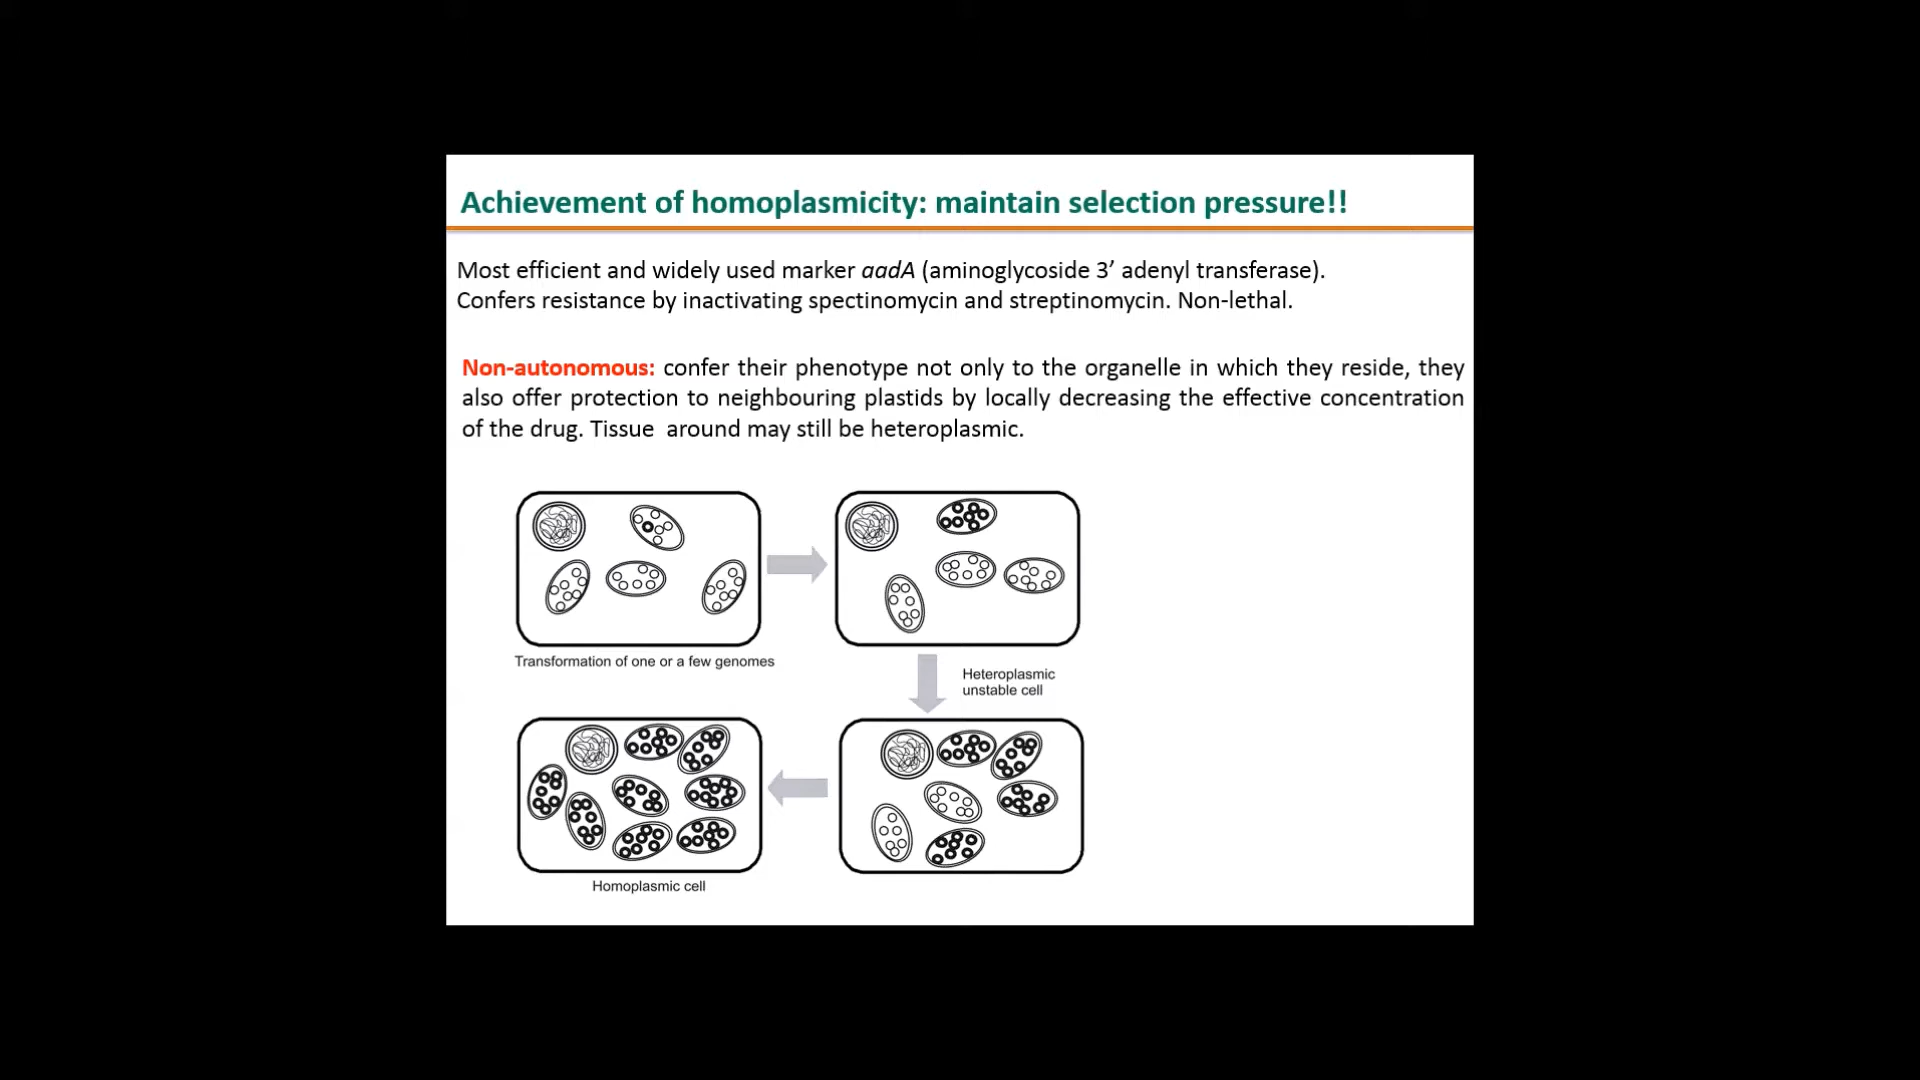 Achievement of homoplasmicity: maintain selection pressure!!
Most efficient and widely used marker aadA (aminoglycoside 3’ adenyl transferase).
Confers resistance by inactivating spectinomycin and streptinomycin. Non-lethal.
Non-autonomous: confer their phenotype not only to the organelle in which they reside, they
also offer protection to neighbouring plastids by locally decreasing the effective concentration
of the drug. Tissue around may still be heteroplasmic.
Transformation of one or a few genomes
Heteroplasmic
unstable cell
Homoplasmic cell